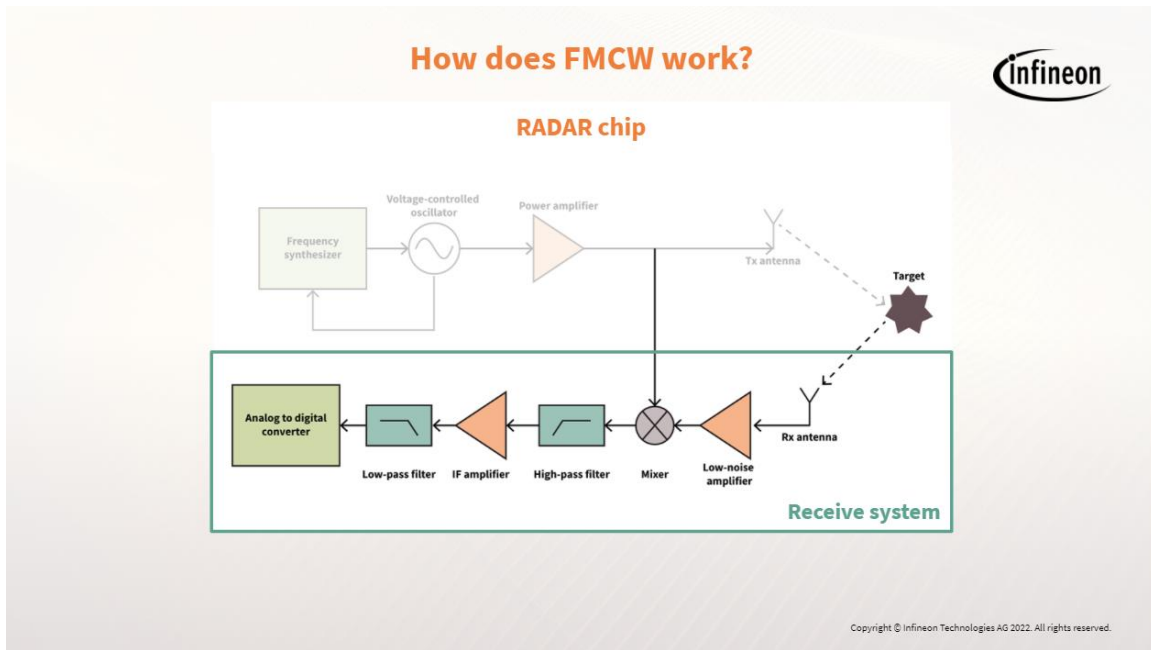 How does FMCW work?
infineon
RADAR chip
Voltage-controlled
oscillator
Power amplifier
Frequency
synthesizer
Tx antenna
Target
Analog to digital
converter
Rx antenna
Low-pass filter
IF amplifier
High-pass filter
Mixer
Low-noise
amplifier
Receive system
Copyright © Infineon Technologies AG 2022. All rights reserved.